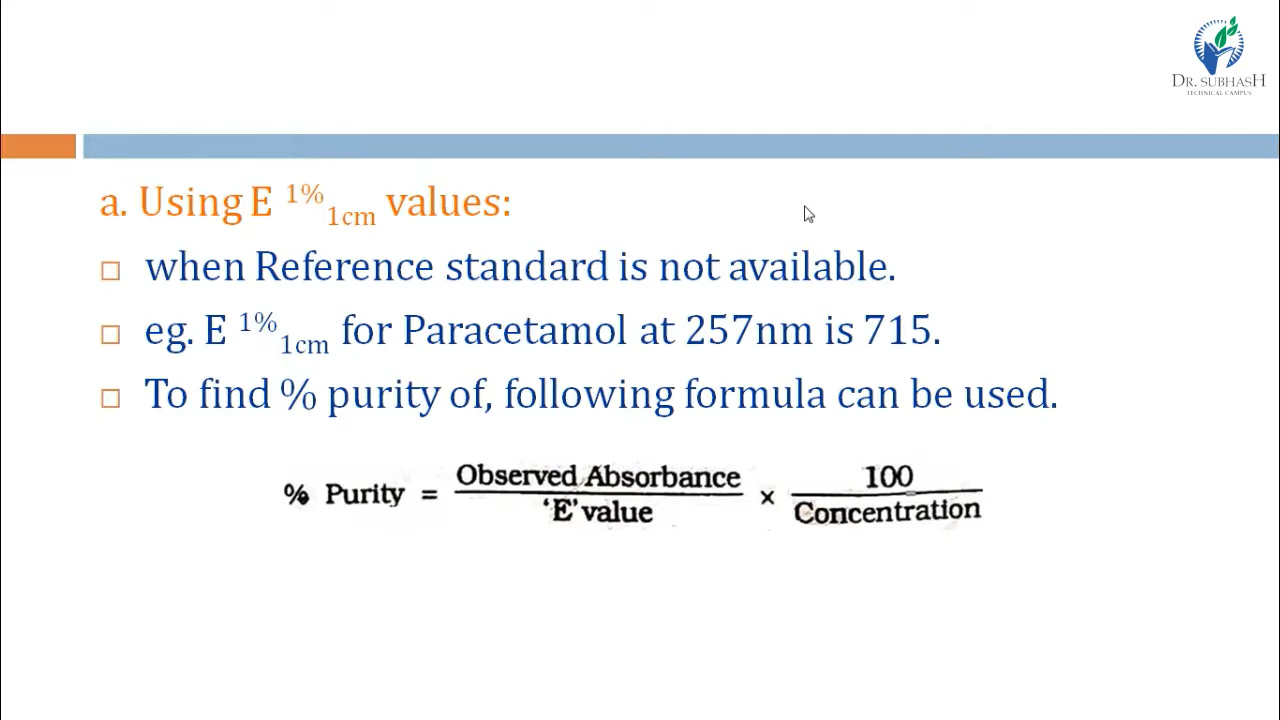 DR. SUBHASH
TECHNICAL CAMPUS
a. Using E 1% 1cm values:
when Reference standard is not available.
eg. E 1% 1cm for Paracetamol at 257nm is 715.
To find % purity of, following formula can be used.
% Purity = Observed Absorbance / 'E' value × 100 / Concentration